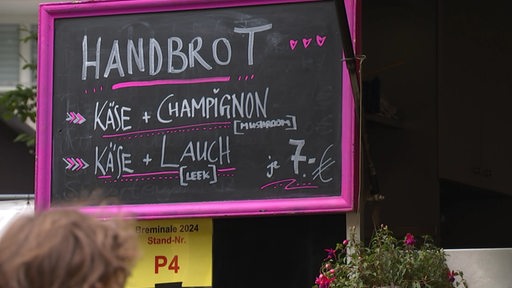 HANDBROT
KÄSE + CHAMPIGNON
[MUSHROOM]
KÄSE + LAUCH
[LEEK]
je 7.-€
Breminale 2024
Stand-Nr.
P4